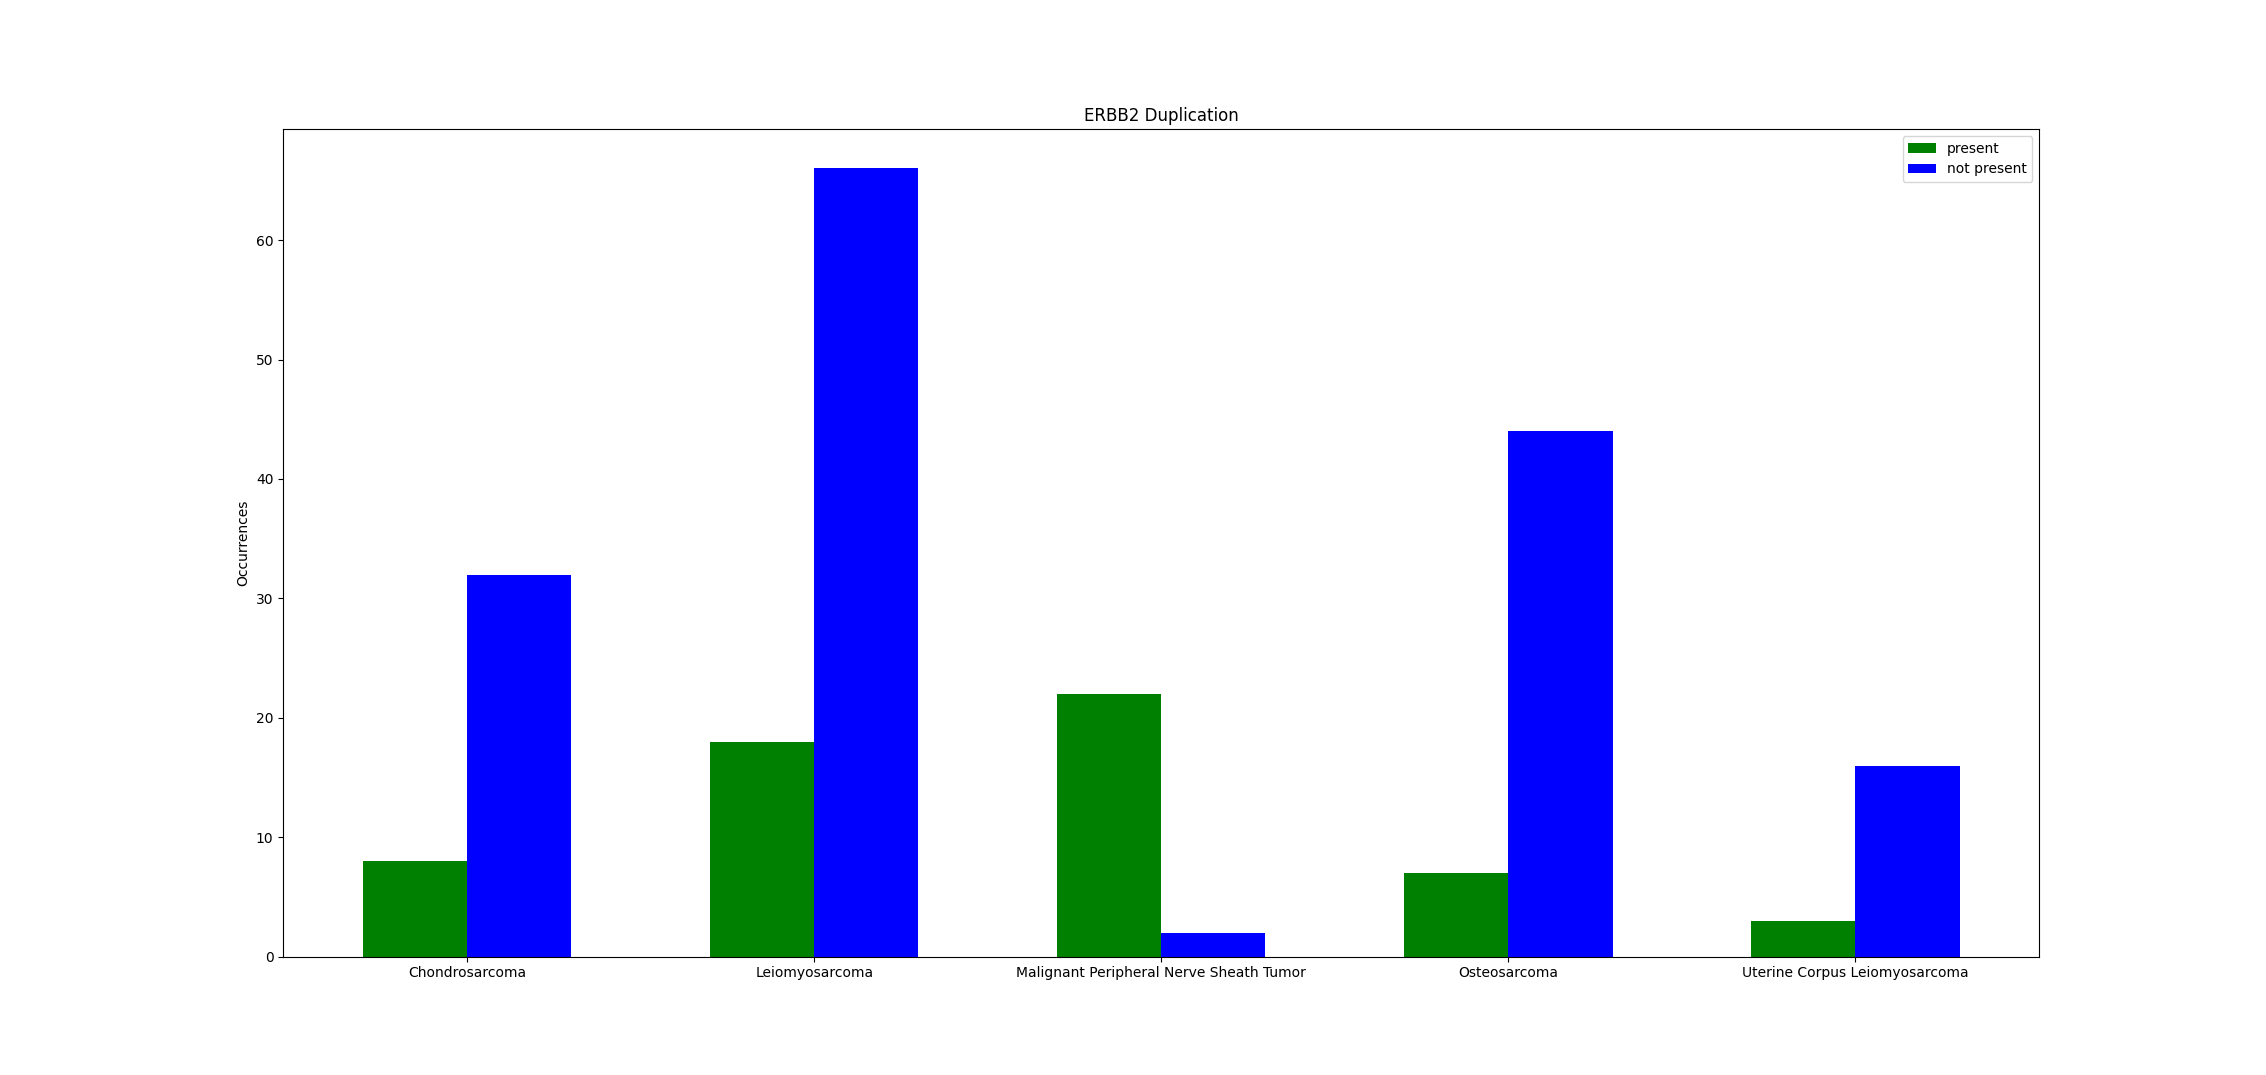 ERBB2 Duplication
present
not present
Occurrences
60
50
40
30
20
10
0
Chondrosarcoma
Leiomyosarcoma
Malignant Peripheral Nerve Sheath Tumor
Osteosarcoma
Uterine Corpus Leiomyosarcoma